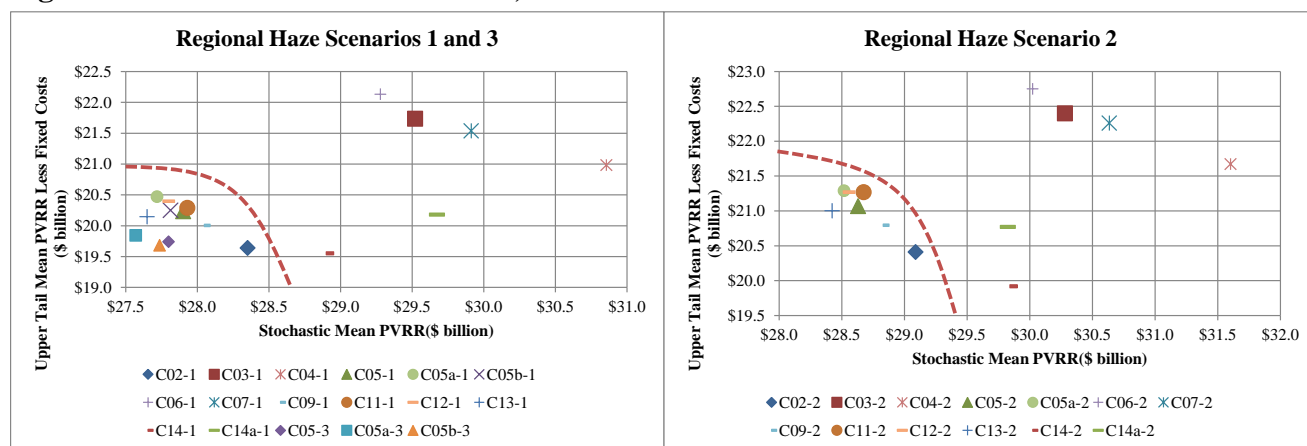 Regional Haze Scenarios 1 and 3
Upper Tail Mean PVRR Less Fixed Costs
($ billion)
$22.5
$22.0
$21.5
$21.0
$20.5
$20.0
$19.5
$19.0
$27.5 $28.0 $28.5 $29.0 $29.5 $30.0 $30.5 $31.0
Stochastic Mean PVRR($ billion)
C02-1 C03-1 C04-1 C05-1 C05a-1 C05b-1
C06-1 C07-1 C09-1 C11-1 C12-1 C13-1
C14-1 C14a-1 C05-3 C05a-3 C05b-3
Regional Haze Scenario 2
Upper Tail Mean PVRR Less Fixed Costs
($ billion)
$23.0
$22.5
$22.0
$21.5
$21.0
$20.5
$20.0
$19.5
$28.0 $28.5 $29.0 $29.5 $30.0 $30.5 $31.0 $31.5 $32.0
Stochastic Mean PVRR($ billion)
C02-2 C03-2 C04-2 C05-2 C05a-2 C06-2 C07-2
C09-2 C11-2 C12-2 C13-2 C14-2 C14a-2